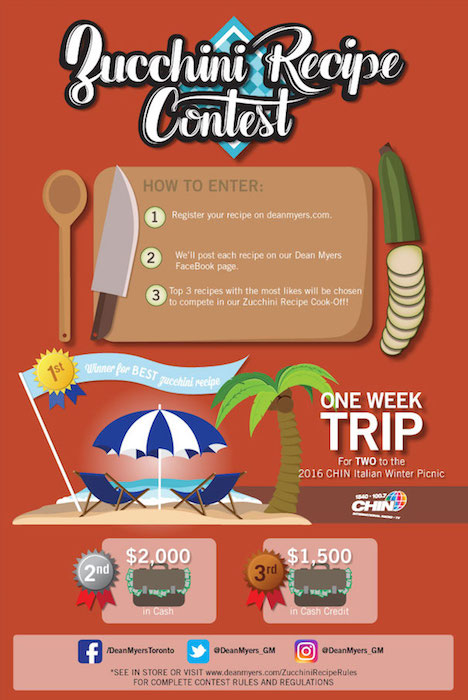 Zucchini Recipe
Contest
HOW TO ENTER:
1 Register your recipe on deanmyers.com.
2 We'll post each recipe on our Dean Myers
FaceBook page.
3 Top 3 recipes with the most likes will be chosen
to compete in our Zucchini Recipe Cook-Off!
1st
Winner for BEST zucchini recipe
ONE WEEK
TRIP
For TWO to the
2016 CHIN Italian Winter Picnic
1540 · 100.7
CHIN
2nd
$2,000
in Cash
3rd
$1,500
in Cash Credit
/DeanMyersToronto
@DeanMyers_GM
@DeanMyers_GM
*SEE IN STORE OR VISIT www.deanmyers.com/ZucchiniRecipeRules
FOR COMPLETE CONTEST RULES AND REGULATIONS